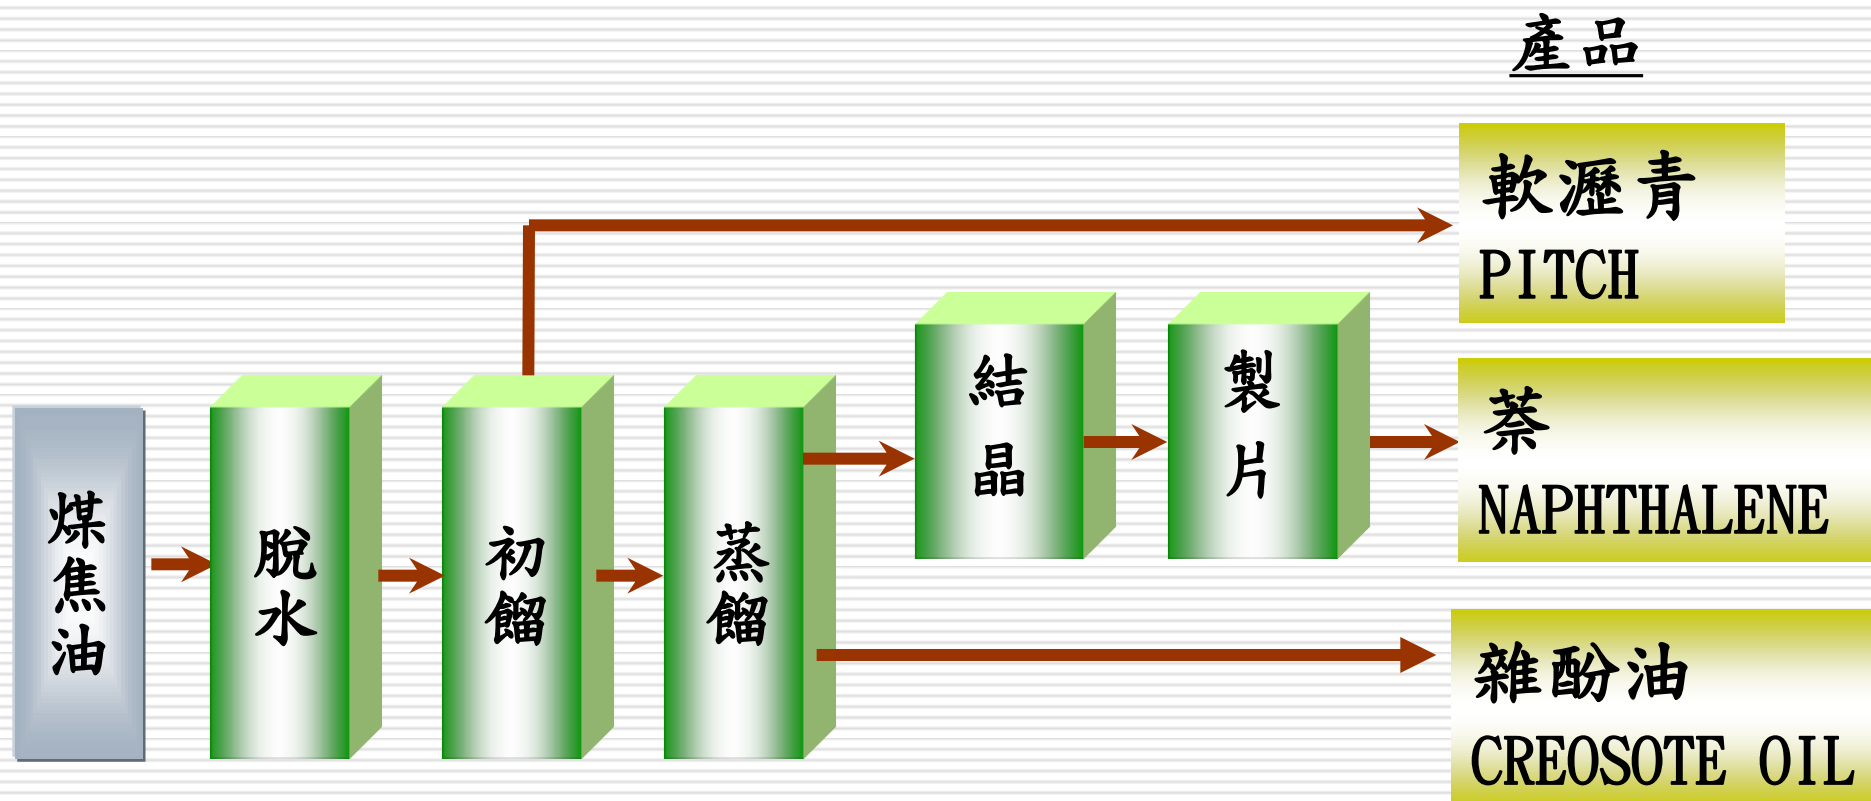 產品
軟瀝青
PITCH
結晶
製片
萘
NAPHTHALENE
煤焦油
脫水
初餾
蒸餾
雜酚油
CREOSOTE OIL